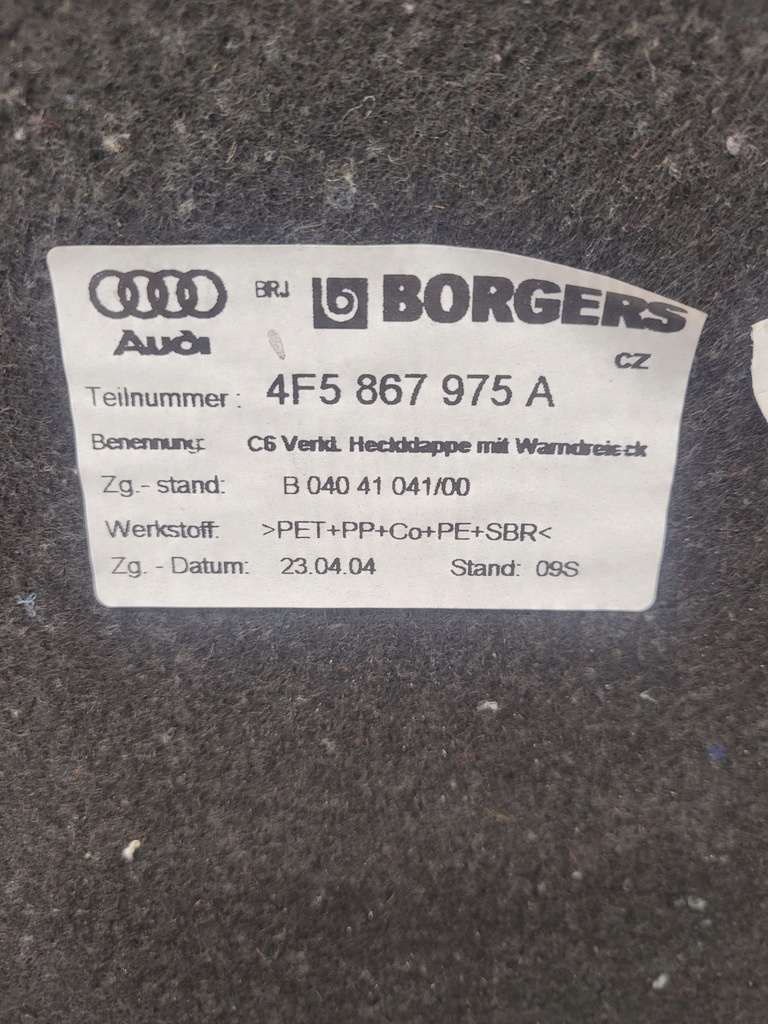 BRJ BORGERS
Audi
CZ
Teilnummer: 4F5 867 975 A
Benennung: C6 Verkl. Heckklappe mit Warndreieck
Zg.- stand: B 040 41 041/00
Werkstoff: >PET+PP+Co+PE+SBR<
Zg. - Datum: 23.04.04 Stand: 09S